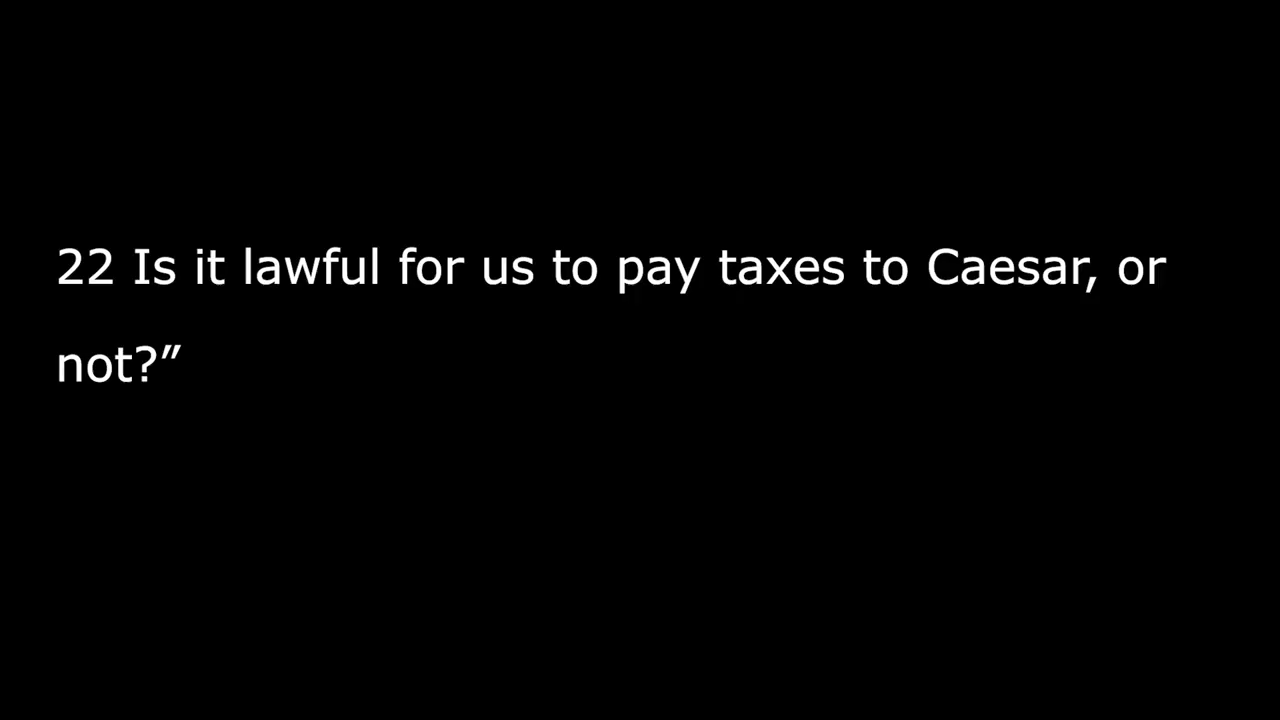 22 Is it lawful for us to pay taxes to Caesar, or
not?”